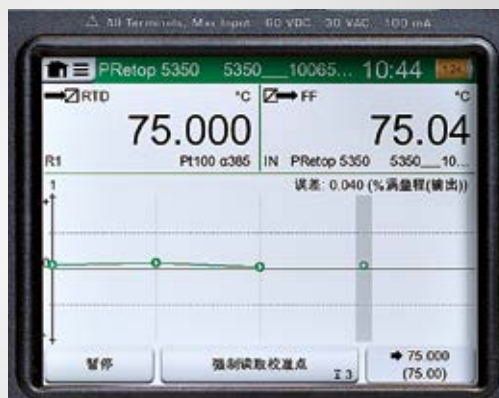 ⚠ All Terminals, Max Input 60 VDC 30 VAC 100 mA
PRetop 5350 5350__10065... 10:44
RTD °C
75.000
R1 Pt100 α385
FF °C
75.04
IN PRetop 5350 5350__10...
1 误差: 0.040 (%满量程(输出))
暂停
强制读取校准点
3
75.000
(75.00)